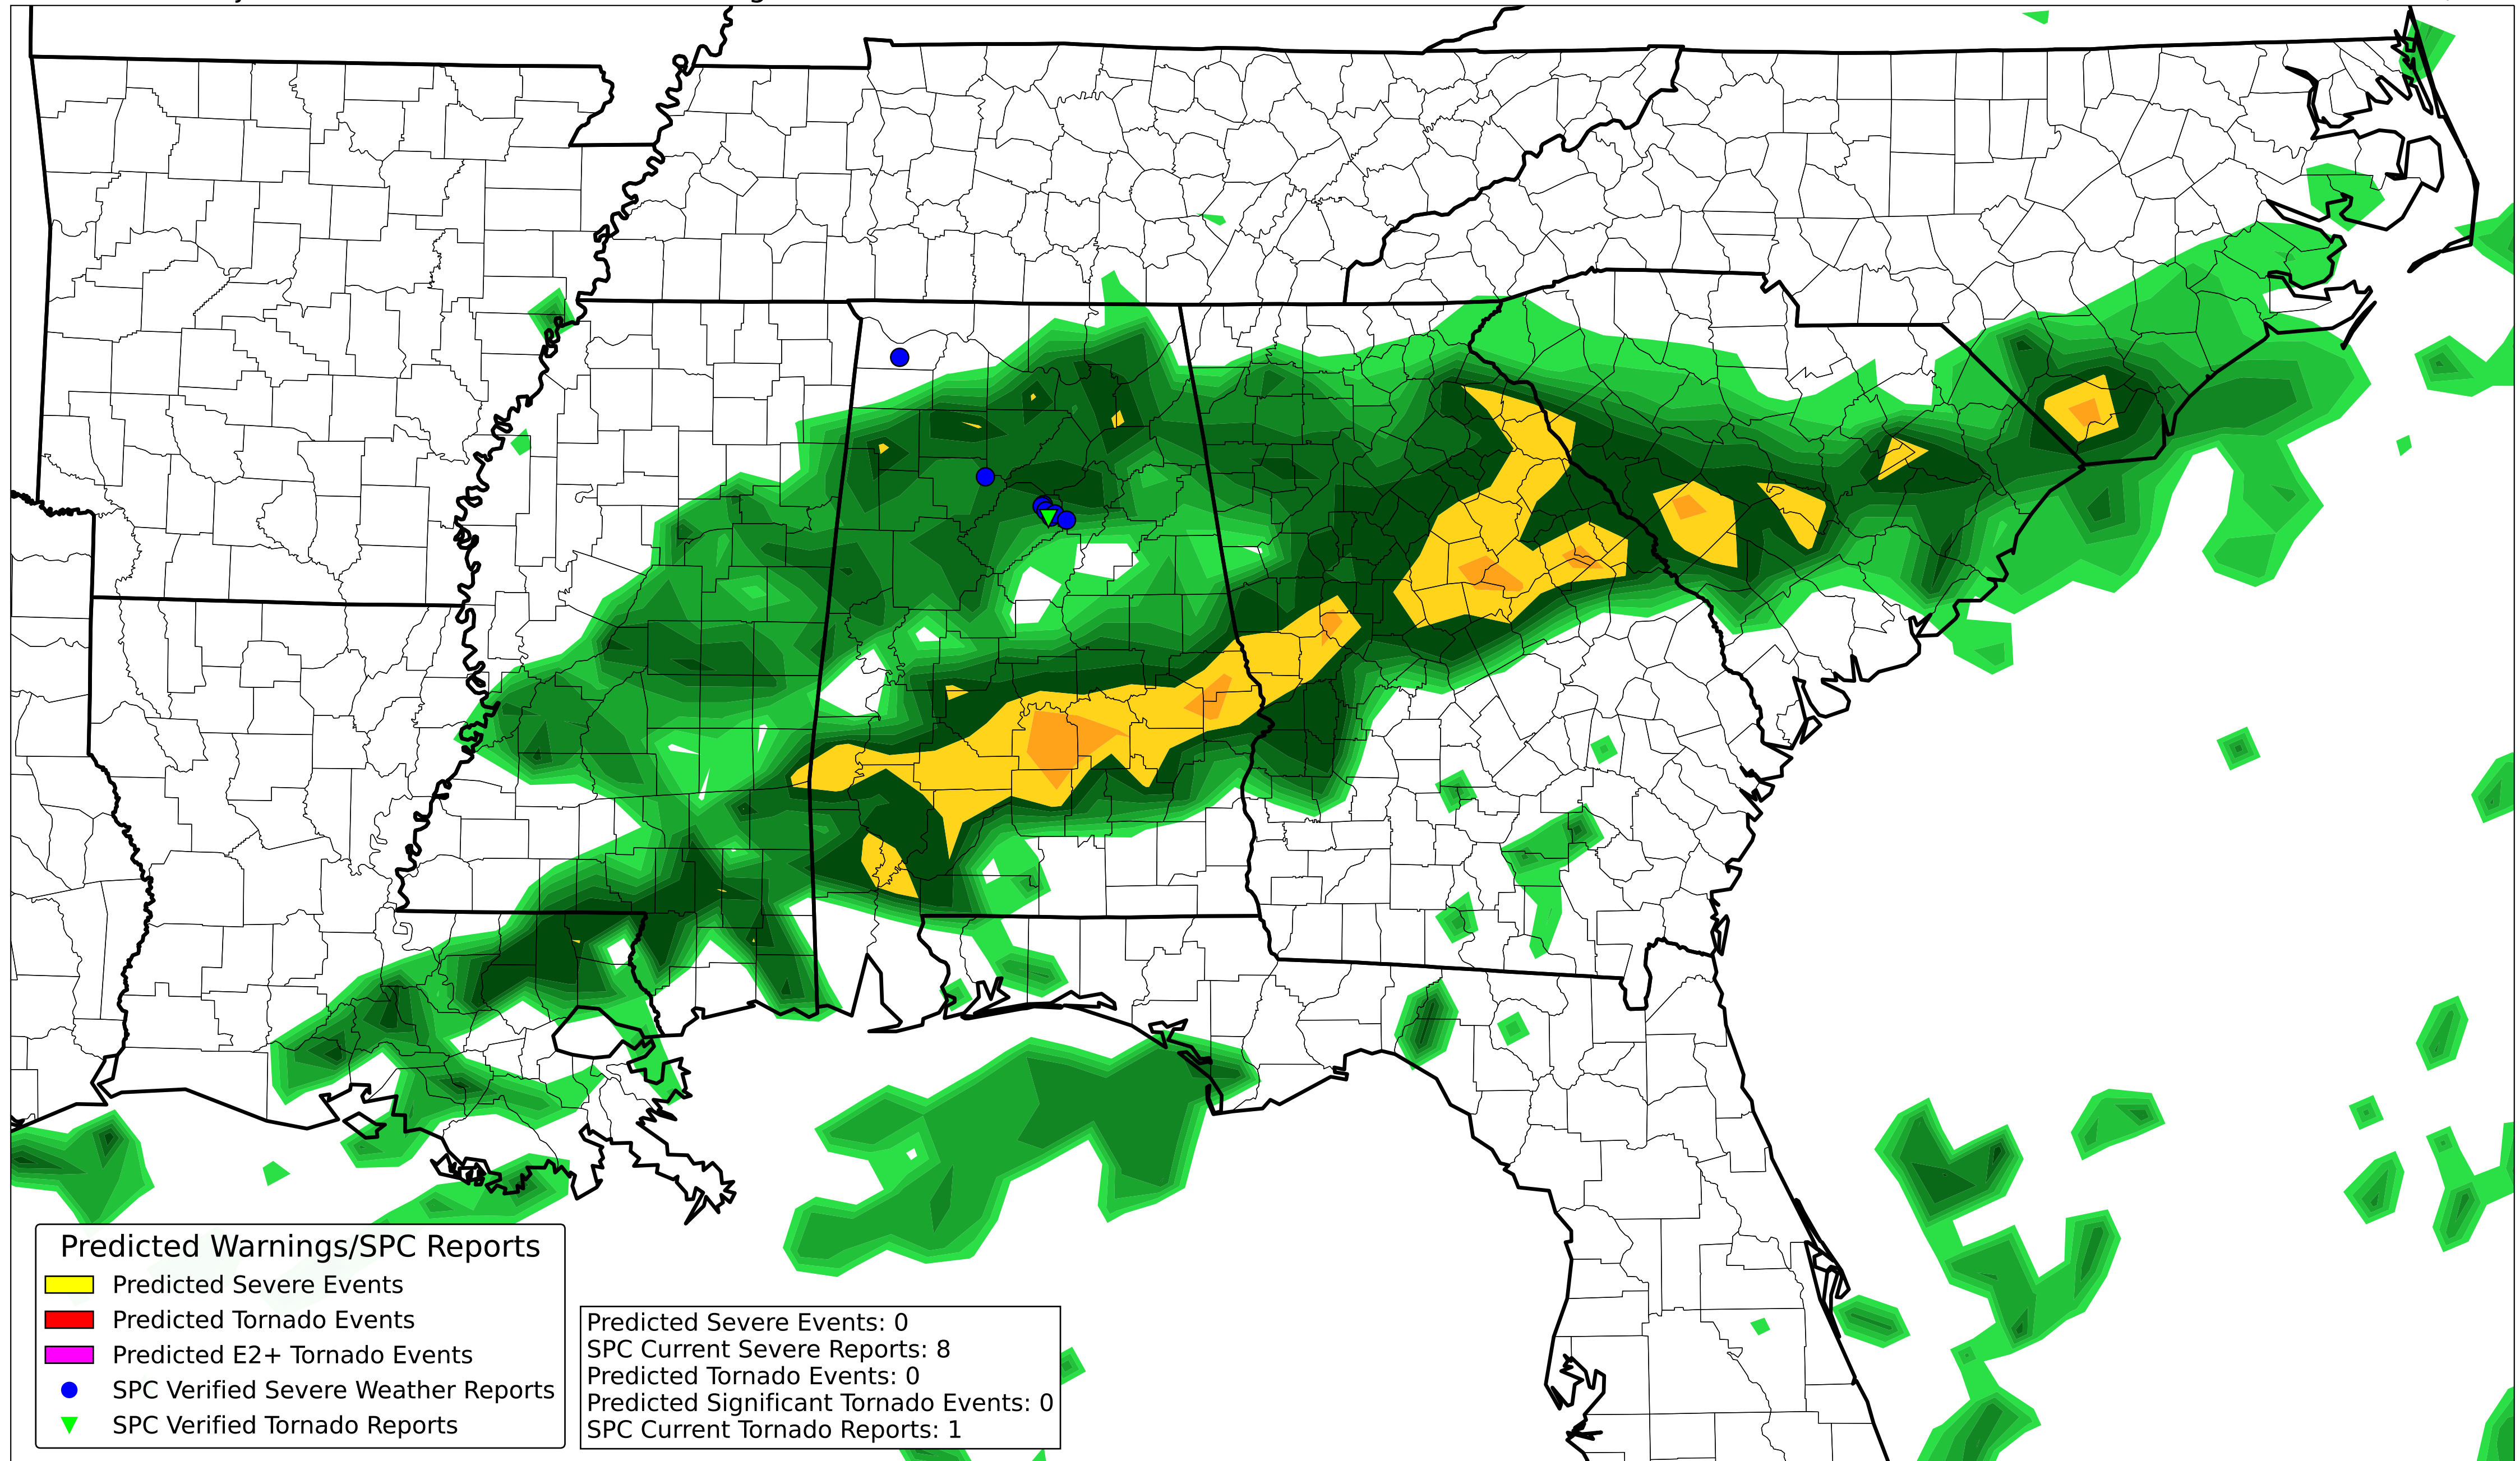 Predicted Warnings/SPC Reports
Predicted Severe Events
Predicted Tornado Events
Predicted E2+ Tornado Events
SPC Verified Severe Weather Reports
SPC Verified Tornado Reports
Predicted Severe Events: 0
SPC Current Severe Reports: 8
Predicted Tornado Events: 0
Predicted Significant Tornado Events: 0
SPC Current Tornado Reports: 1